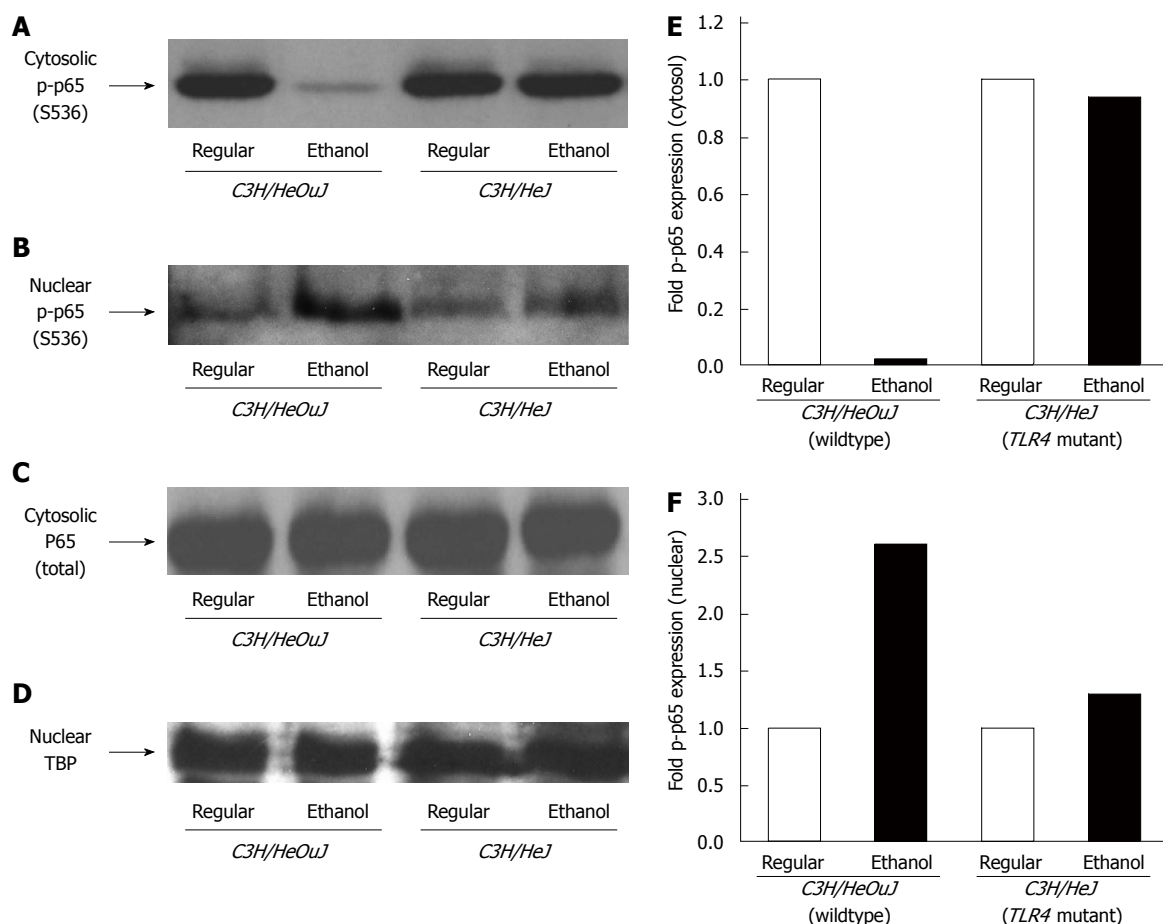 A
Cytosolic
p-p65
(S536)
Regular Ethanol Regular Ethanol
C3H/HeOuJ C3H/HeJ
B
Nuclear
p-p65
(S536)
Regular Ethanol Regular Ethanol
C3H/HeOuJ C3H/HeJ
C
Cytosolic
P65
(total)
Regular Ethanol Regular Ethanol
C3H/HeOuJ C3H/HeJ
D
Nuclear
TBP
Regular Ethanol Regular Ethanol
C3H/HeOuJ C3H/HeJ
E
Fold p-p65 expression (cytosol)
1.2
1.0
0.8
0.6
0.4
0.2
0.0
Regular Ethanol Regular Ethanol
C3H/HeOuJ C3H/HeJ
(wildtype) (TLR4 mutant)
F
Fold p-p65 expression (nuclear)
3.0
2.5
2.0
1.5
1.0
0.5
0.0
Regular Ethanol Regular Ethanol
C3H/HeOuJ C3H/HeJ
(wildtype) (TLR4 mutant)